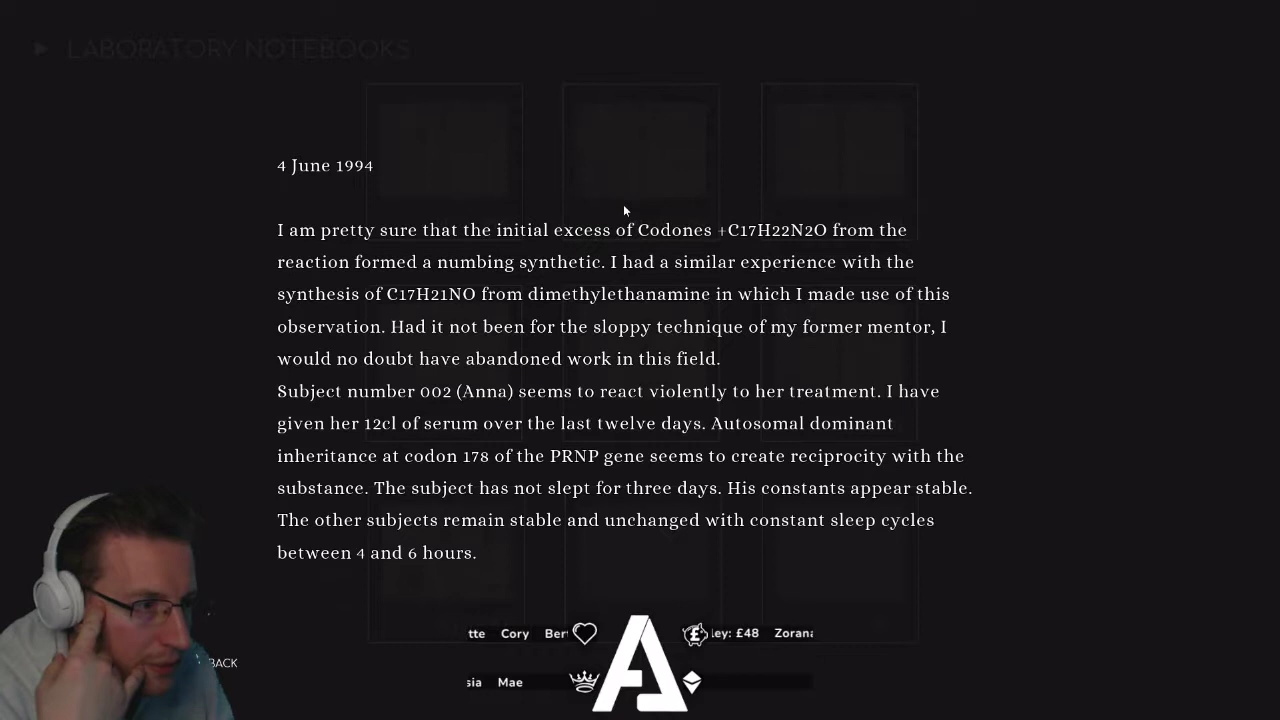 LABORATORY NOTEBOOKS
4 June 1994
I am pretty sure that the initial excess of Codones +C17H22N2O from the
reaction formed a numbing synthetic. I had a similar experience with the
synthesis of C17H21NO from dimethylethanamine in which I made use of this
observation. Had it not been for the sloppy technique of my former mentor, I
would no doubt have abandoned work in this field.
Subject number 002 (Anna) seems to react violently to her treatment. I have
given her 12cl of serum over the last twelve days. Autosomal dominant
inheritance at codon 178 of the PRNP gene seems to create reciprocity with the
substance. The subject has not slept for three days. His constants appear stable.
The other subjects remain stable and unchanged with constant sleep cycles
between 4 and 6 hours.
tte Cory Ber ley: £48 Zorana
BACK
sia Mae